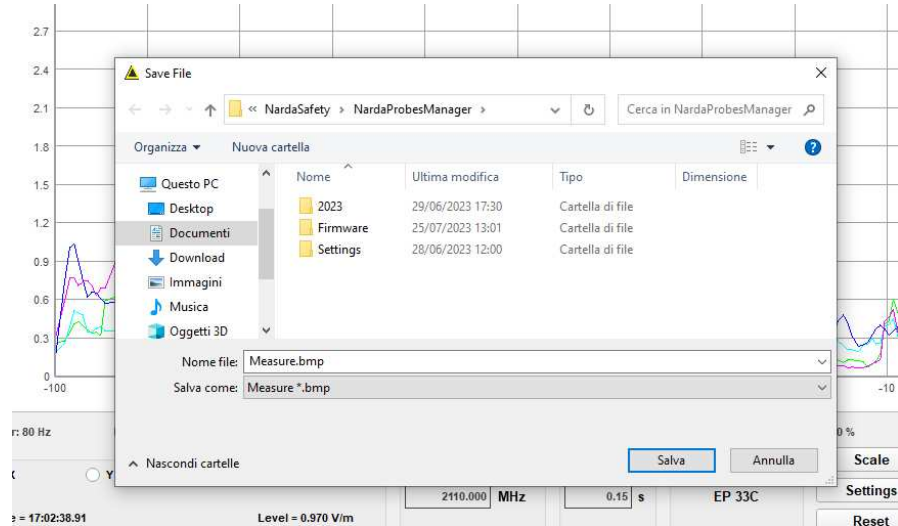 2.7
2.4
2.1
1.8
1.5
1.2
0.9
0.6
0.3
0
-100
-10
Save File
« NardaSafety › NardaProbesManager ›
Cerca in NardaProbesManager
Organizza
Nuova cartella
Nome Ultima modifica Tipo Dimensione
Questo PC
Desktop
Documenti
Download
Immagini
Musica
Oggetti 3D
2023 29/06/2023 17:30 Cartella di file
Firmware 25/07/2023 13:01 Cartella di file
Settings 28/06/2023 12:00 Cartella di file
Nome file: Measure.bmp
Salva come: Measure *.bmp
Nascondi cartelle
Salva Annulla
r: 80 Hz
%
Y
2110.000 MHz
0.15 s
EP 33C
Scale
Settings
Reset
= 17:02:38.91
Level = 0.970 V/m